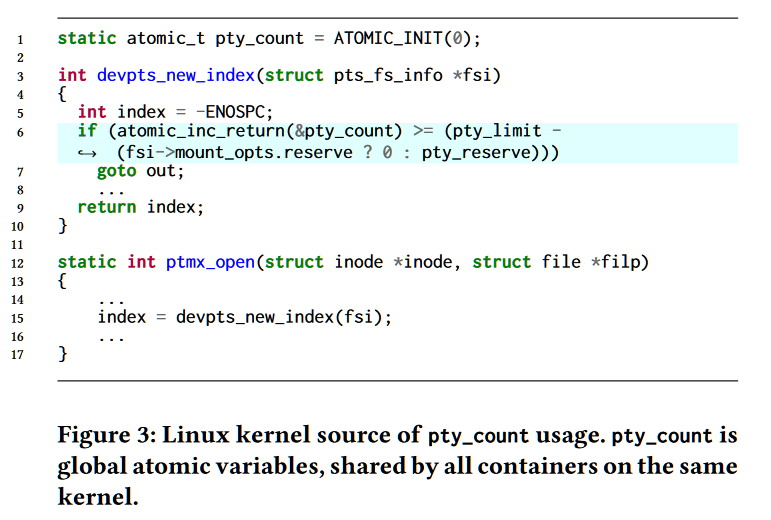 1 static atomic_t pty_count = ATOMIC_INIT(0);
2
3 int devpts_new_index(struct pts_fs_info *fsi)
4 {
5   int index = -ENOSPC;
6   if (atomic_inc_return(&pty_count) >= (pty_limit -
↪ (fsi->mount_opts.reserve ? 0 : pty_reserve)))
7     goto out;
8     ...
9   return index;
10 }
11
12 static int ptmx_open(struct inode *inode, struct file *filp)
13 {
14     ...
15     index = devpts_new_index(fsi);
16     ...
17 }
Figure 3: Linux kernel source of pty_count usage. pty_count is
global atomic variables, shared by all containers on the same
kernel.